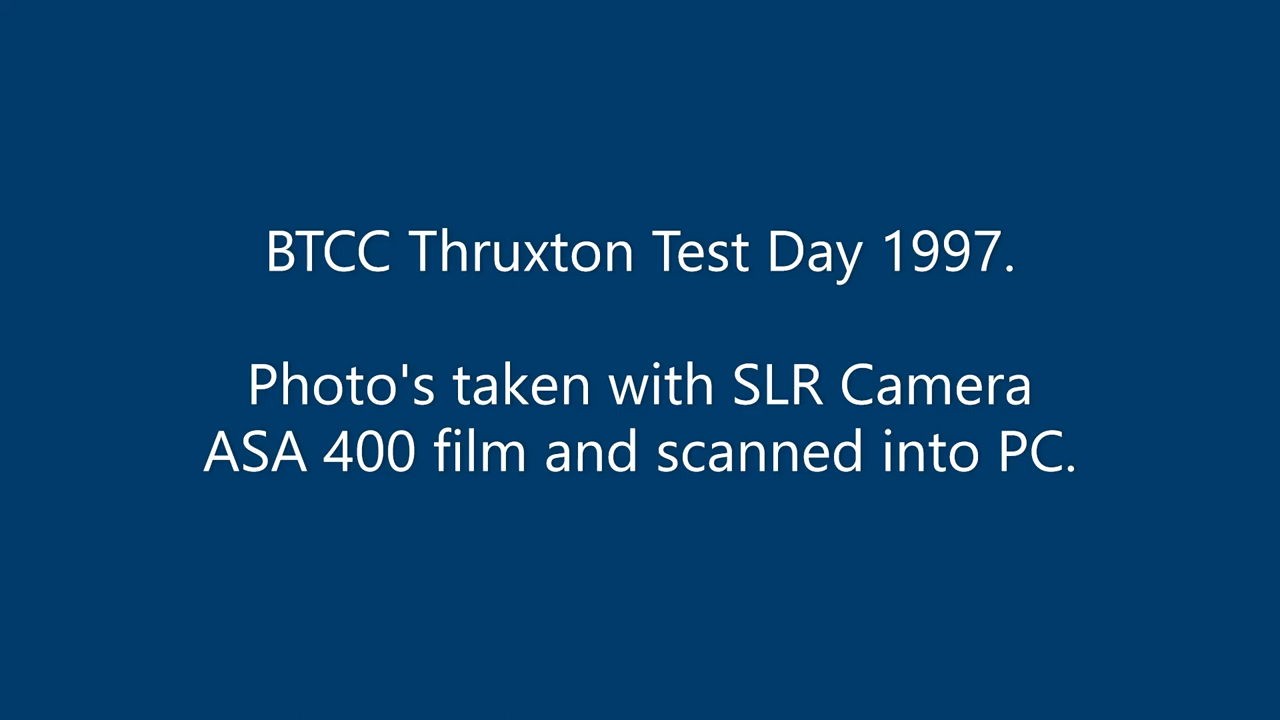 BTCC Thruxton Test Day 1997.
Photo's taken with SLR Camera
ASA 400 film and scanned into PC.